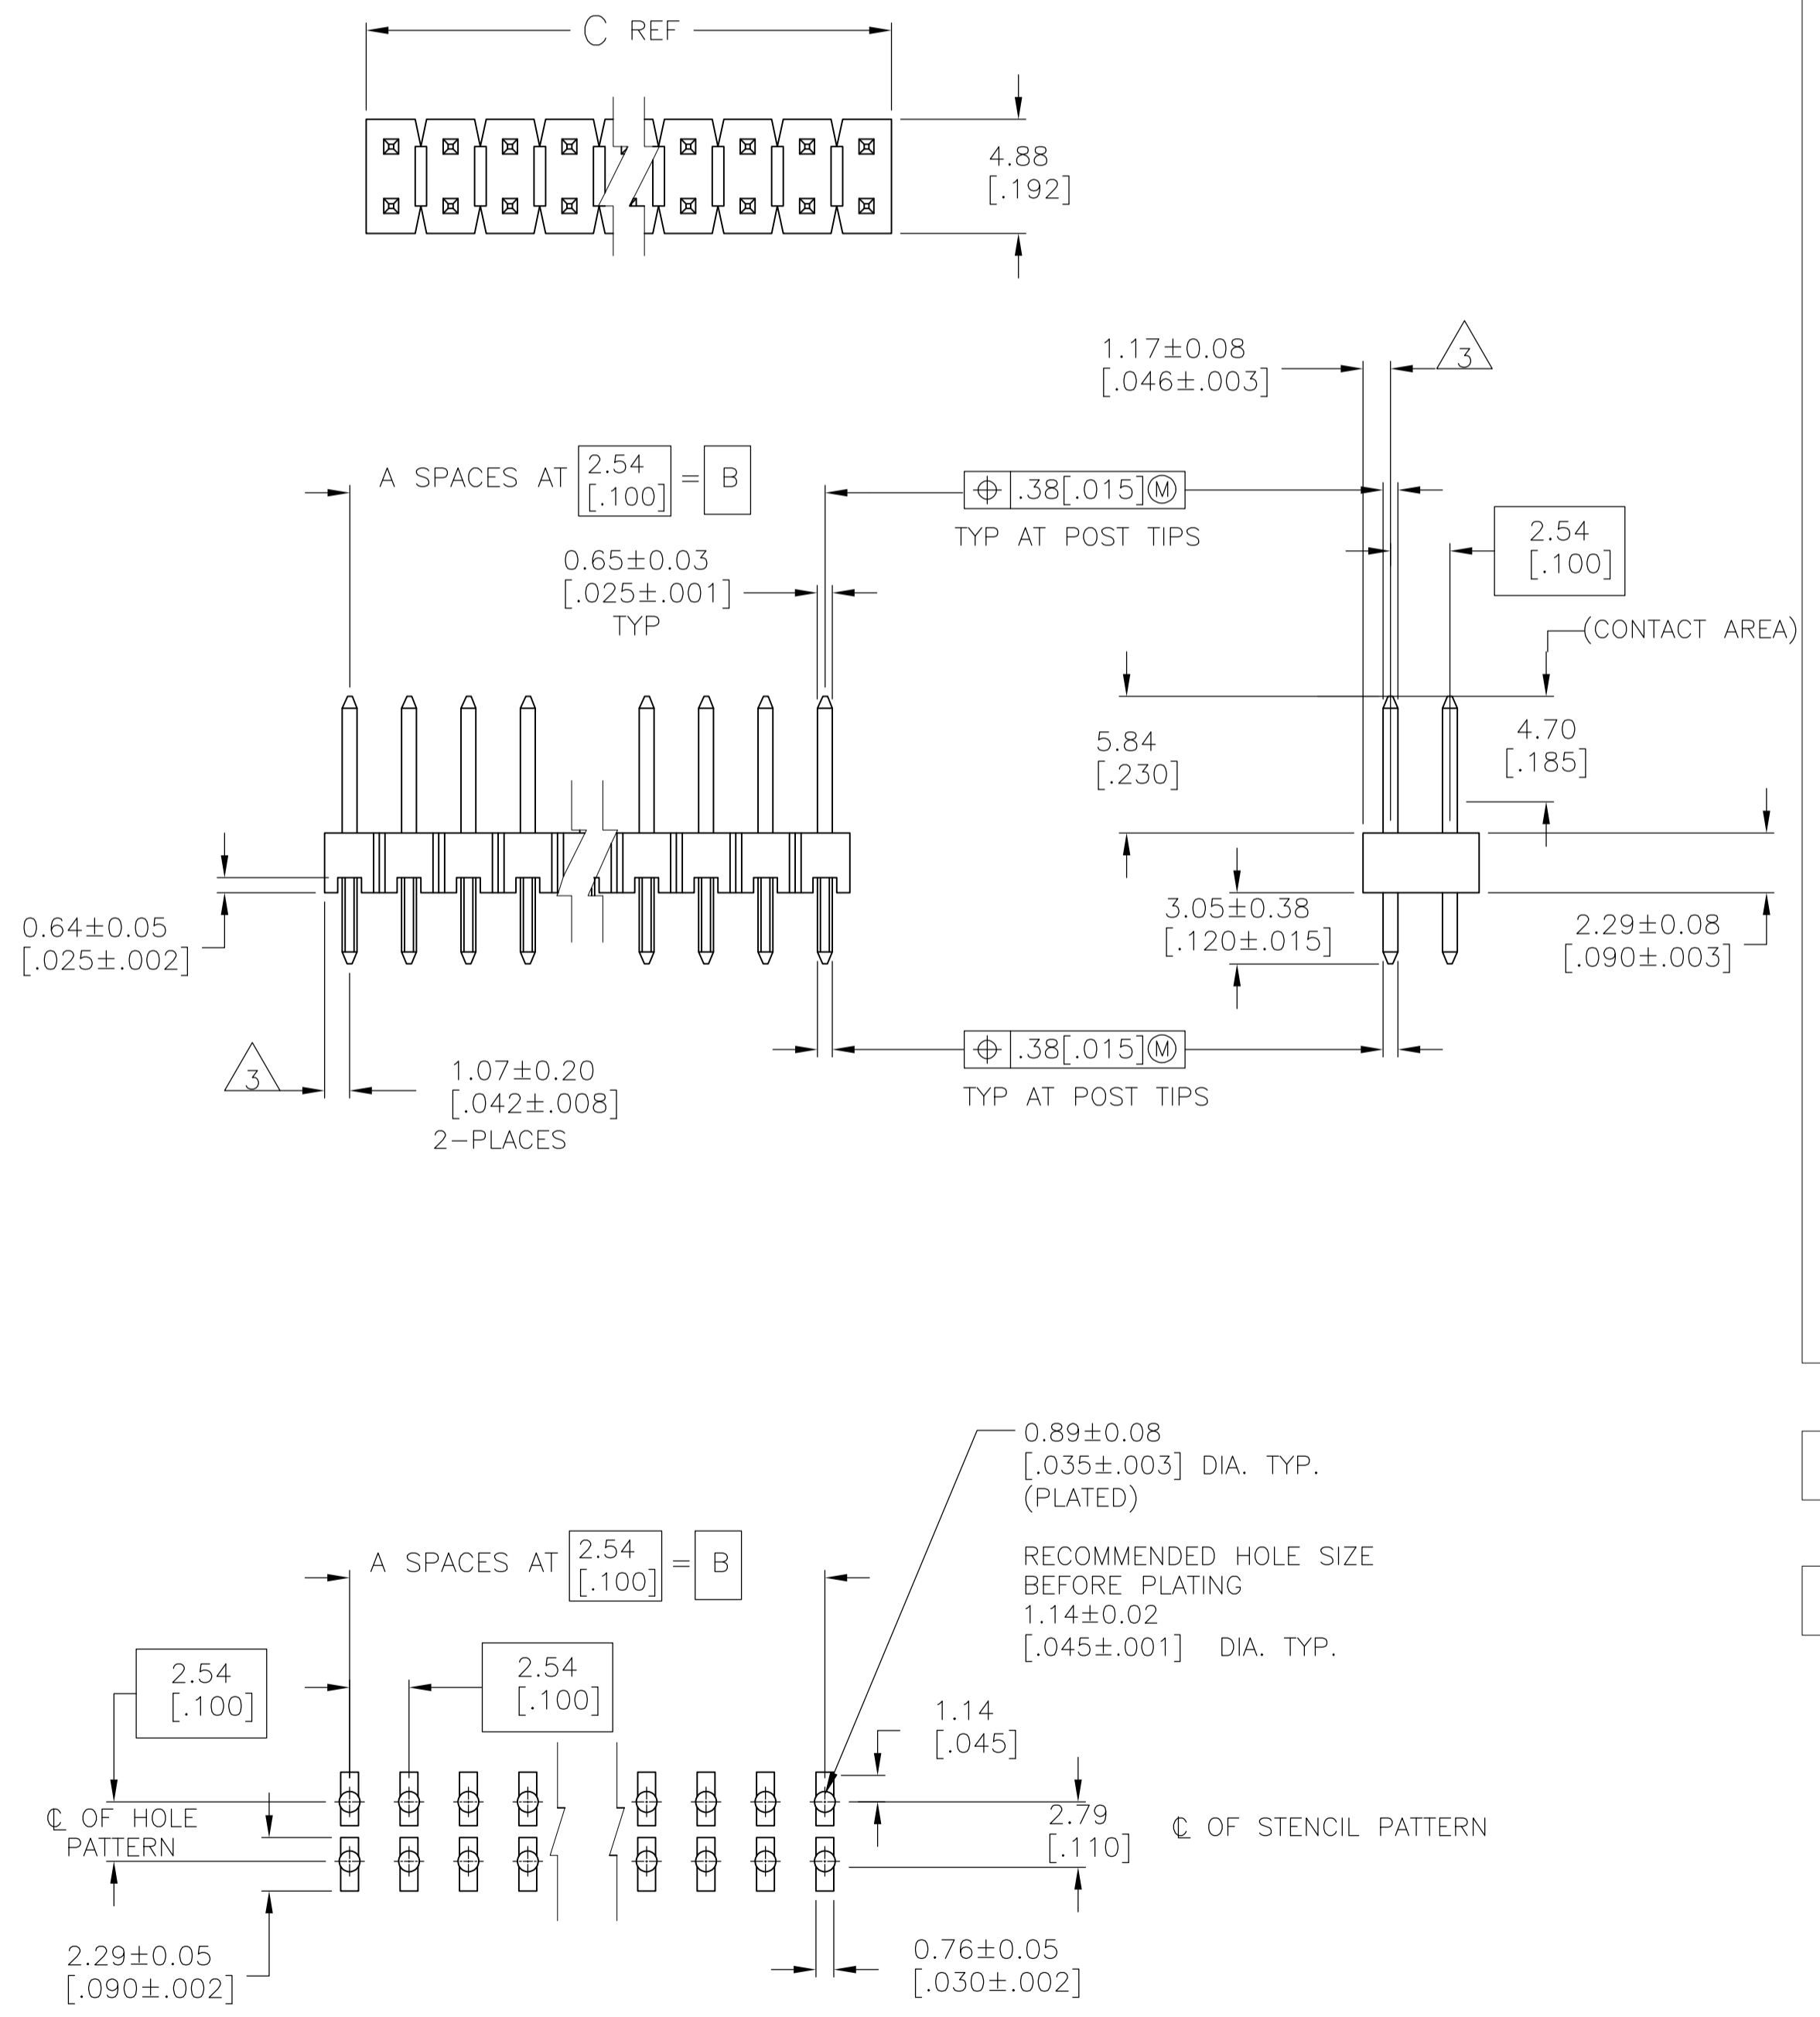 C REF
4.88
[.192]
1.17±0.08
[.046±.003]
3
A SPACES AT 2.54 [.100] = B
⌖ .38[.015]Ⓜ
TYP AT POST TIPS
2.54
[.100]
0.65±0.03
[.025±.001]
TYP
(CONTACT AREA)
5.84
[.230]
4.70
[.185]
0.64±0.05
[.025±.002]
3.05±0.38
[.120±.015]
2.29±0.08
[.090±.003]
3
1.07±0.20
[.042±.008]
2-PLACES
⌖ .38[.015]Ⓜ
TYP AT POST TIPS
0.89±0.08
[.035±.003] DIA. TYP.
(PLATED)
RECOMMENDED HOLE SIZE
BEFORE PLATING
1.14±0.02
[.045±.001] DIA. TYP.
A SPACES AT 2.54 [.100] = B
2.54
[.100]
2.54
[.100]
1.14
[.045]
℄ OF HOLE
PATTERN
2.79
[.110]
℄ OF STENCIL PATTERN
2.29±0.05
[.090±.002]
0.76±0.05
[.030±.002]